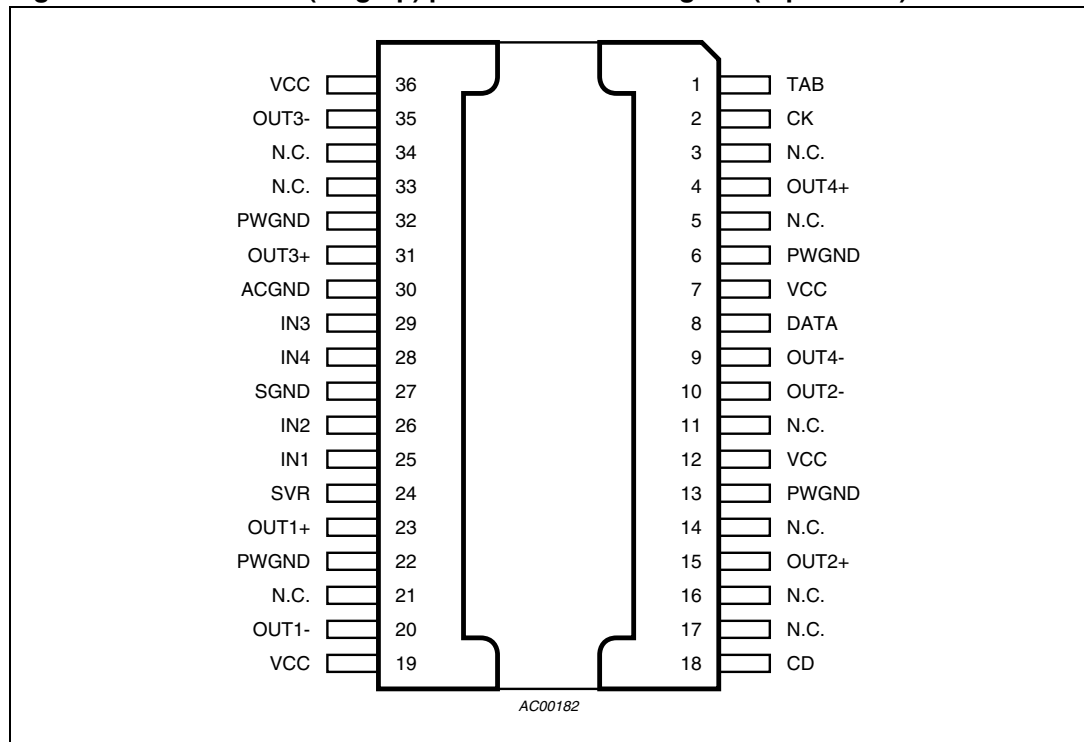 VCC 36 1 TAB
OUT3- 35 2 CK
N.C. 34 3 N.C.
N.C. 33 4 OUT4+
PWGND 32 5 N.C.
OUT3+ 31 6 PWGND
ACGND 30 7 VCC
IN3 29 8 DATA
IN4 28 9 OUT4-
SGND 27 10 OUT2-
IN2 26 11 N.C.
IN1 25 12 VCC
SVR 24 13 PWGND
OUT1+ 23 14 N.C.
PWGND 22 15 OUT2+
N.C. 21 16 N.C.
OUT1- 20 17 N.C.
VCC 19 18 CD
AC00182